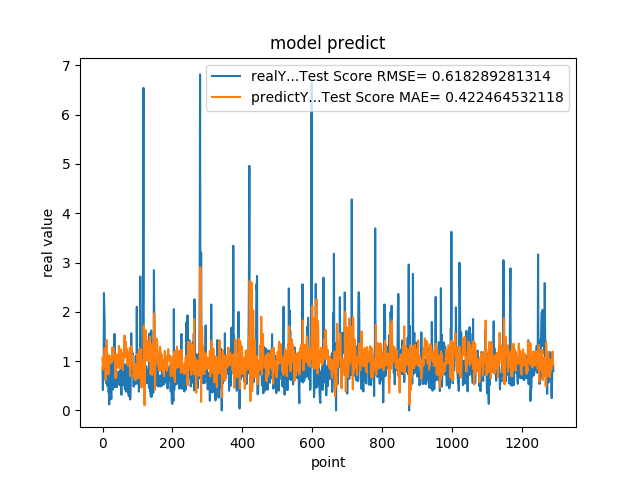 model predict
realY...Test Score RMSE= 0.618289281314
predictY...Test Score MAE= 0.422464532118
real value
7
6
5
4
3
2
1
0
0 200 400 600 800 1000 1200
point